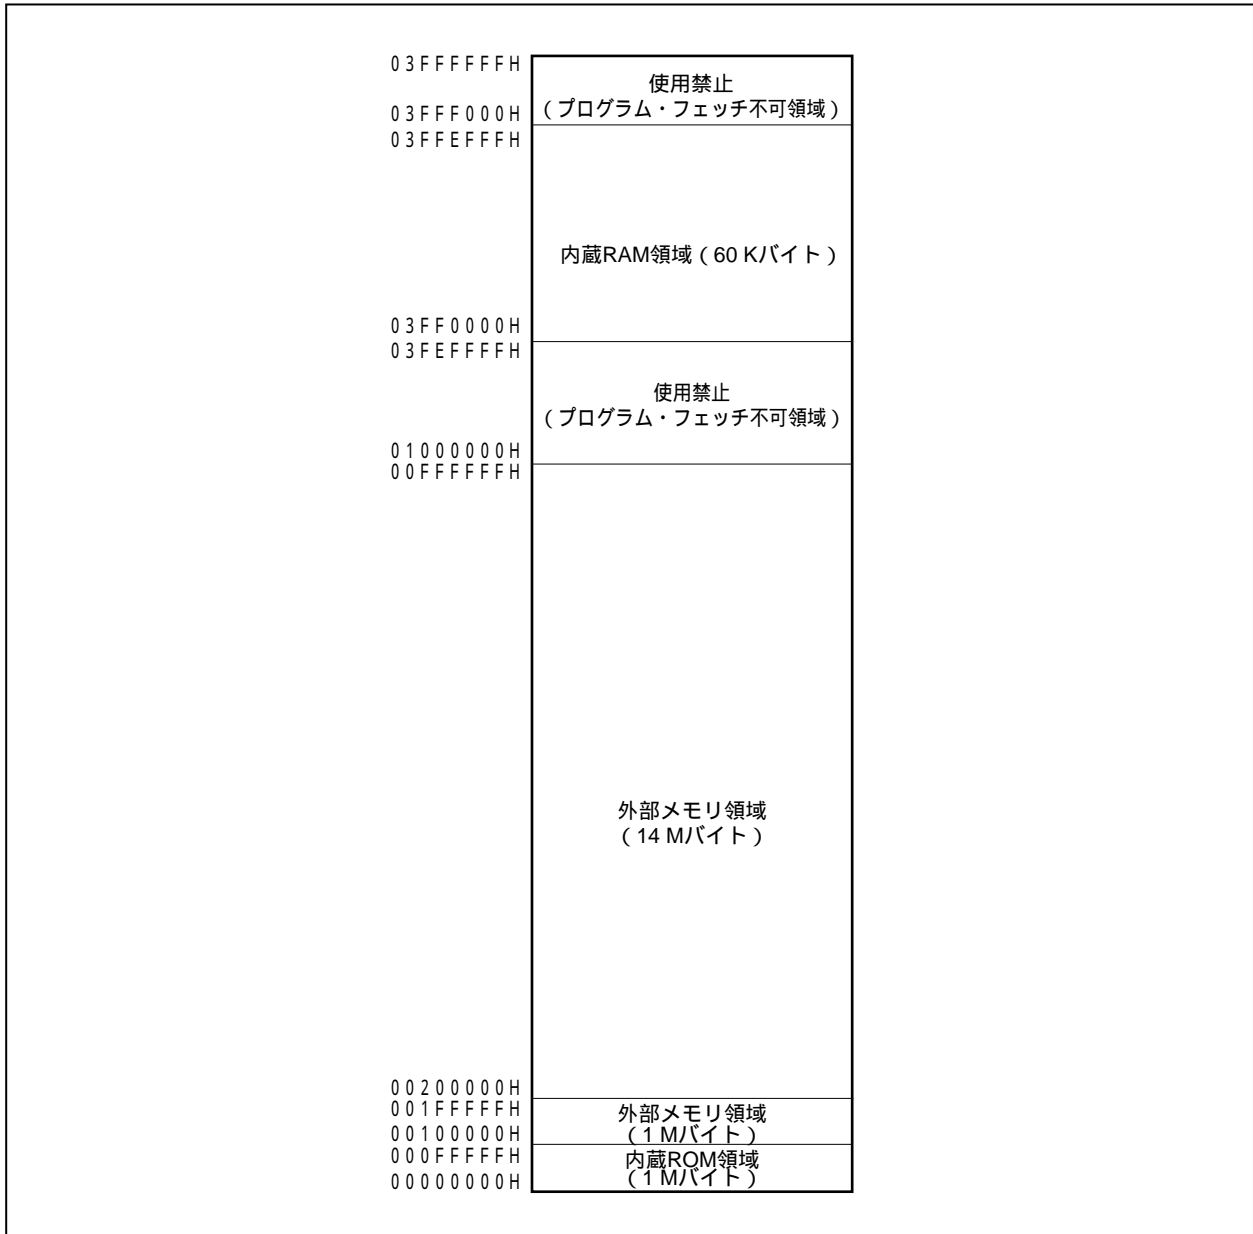 03FFFFFFH
使用禁止
（プログラム・フェッチ不可領域）
03FFF000H
03FFEFFFH
内蔵RAM領域（60 Kバイト）
03FF0000H
03FEFFFFH
使用禁止
（プログラム・フェッチ不可領域）
01000000H
00FFFFFFH
外部メモリ領域
（14 Mバイト）
00200000H
001FFFFFH
外部メモリ領域
（1 Mバイト）
00100000H
000FFFFFH
内蔵ROM領域
（1 Mバイト）
00000000H